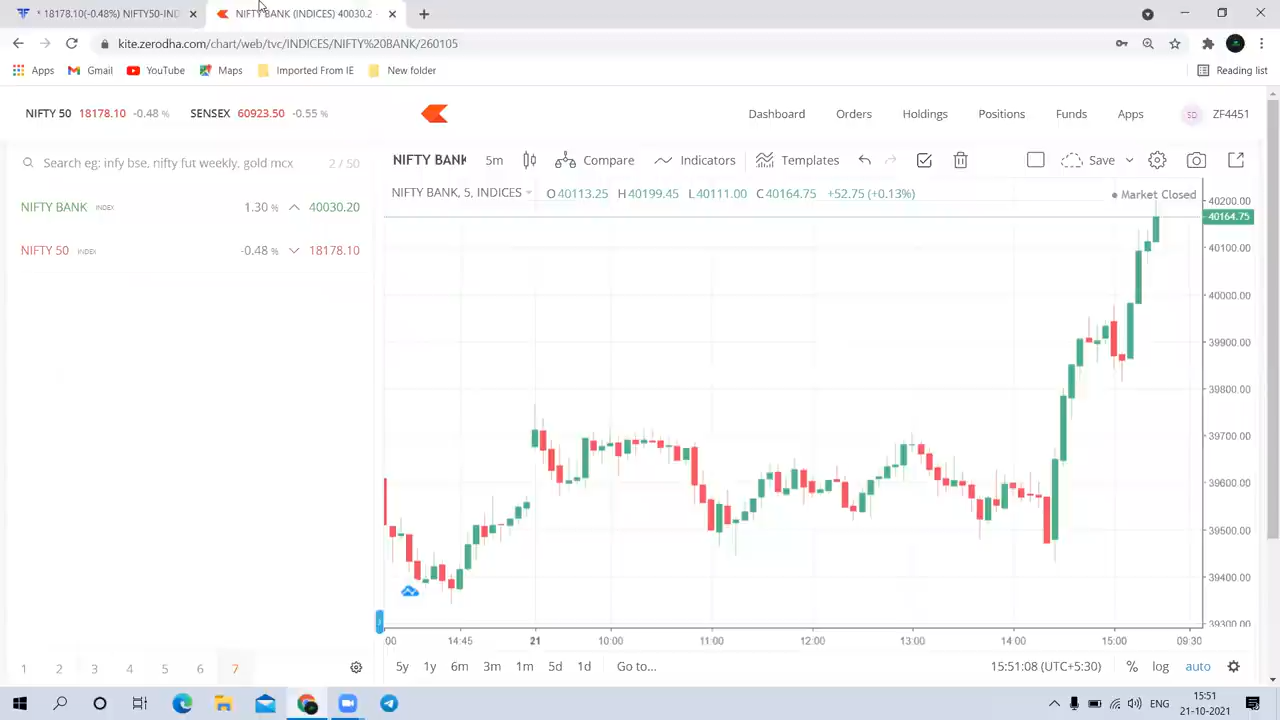 * 18178.10(-0.48%) NIFTY50-IND
NIFTY BANK (INDICES) 40030.2
kite.zerodha.com/chart/web/tvc/INDICES/NIFTY%20BANK/260105
Apps Gmail YouTube Maps Imported From IE New folder Reading list
NIFTY 50 18178.10 -0.48 % SENSEX 60923.50 -0.55 % Dashboard Orders Holdings Positions Funds Apps SD ZF4451
Search eg: infy bse, nifty fut weekly, gold mcx 2 / 50
NIFTY BANK INDEX 1.30 % 40030.20
NIFTY 50 INDEX -0.48 % 18178.10
1 2 3 4 5 6 7
NIFTY BANK 5m Compare Indicators Templates Save
NIFTY BANK, 5, INDICES O40113.25 H40199.45 L40111.00 C40164.75 +52.75 (+0.13%)
Market Closed
40200.00
40164.75
40100.00
40000.00
39900.00
39800.00
39700.00
39600.00
39500.00
39400.00
39300.00
:00 14:45 21 10:00 11:00 12:00 13:00 14:00 15:00 09:30
5y 1y 6m 3m 1m 5d 1d Go to... 15:51:08 (UTC+5:30) % log auto
ENG
15:51
21-10-2021